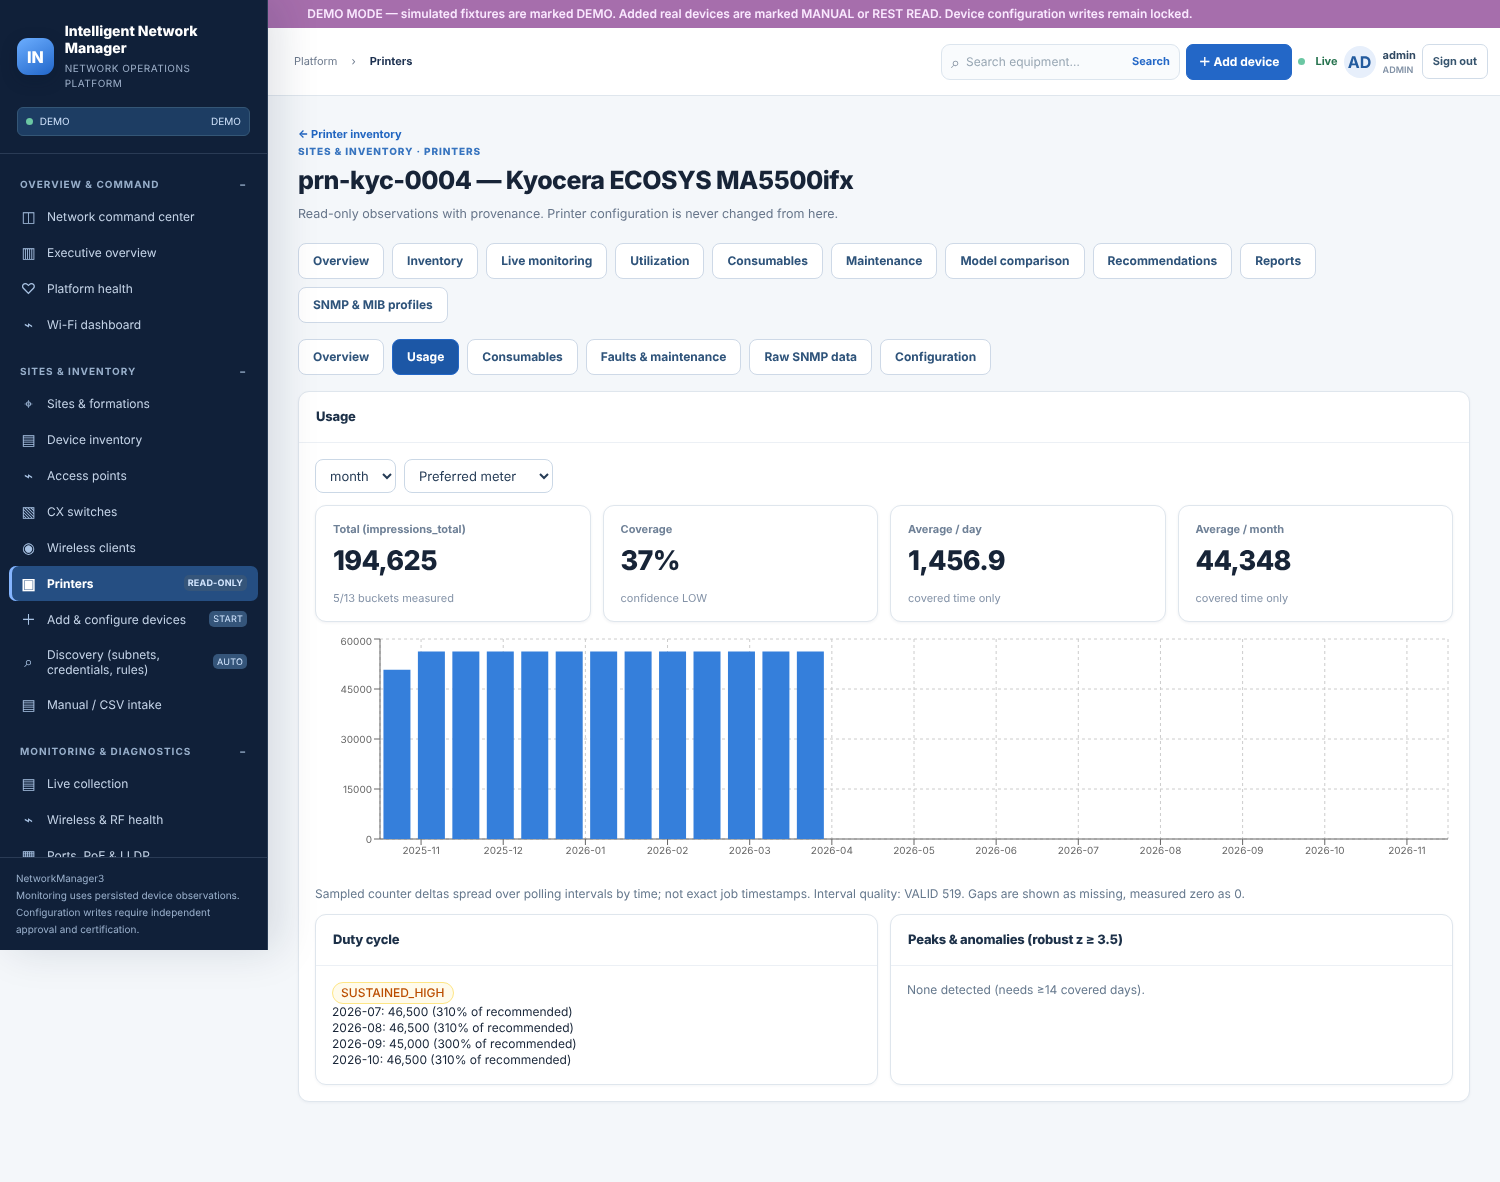 DEMO MODE — simulated fixtures are marked DEMO. Added real devices are marked MANUAL or REST READ. Device configuration writes remain locked.
IN
Intelligent Network
Manager
NETWORK OPERATIONS
PLATFORM
DEMO DEMO
OVERVIEW & COMMAND –
Network command center
Executive overview
Platform health
Wi-Fi dashboard
SITES & INVENTORY –
Sites & formations
Device inventory
Access points
CX switches
Wireless clients
Printers READ-ONLY
Add & configure devices START
Discovery (subnets,
credentials, rules) AUTO
Manual / CSV intake
MONITORING & DIAGNOSTICS –
Live collection
Wireless & RF health
Ports, PoE & LLDP
NetworkManager3
Monitoring uses persisted device observations.
Configuration writes require independent
approval and certification.
Platform › Printers
Search equipment... Search
+ Add device
Live
AD
admin
ADMIN
Sign out
← Printer inventory
SITES & INVENTORY · PRINTERS
prn-kyc-0004 — Kyocera ECOSYS MA5500ifx
Read-only observations with provenance. Printer configuration is never changed from here.
Overview Inventory Live monitoring Utilization Consumables Maintenance Model comparison Recommendations Reports
SNMP & MIB profiles
Overview Usage Consumables Faults & maintenance Raw SNMP data Configuration
Usage
month Preferred meter
Total (impressions_total)
194,625
5/13 buckets measured
Coverage
37%
confidence LOW
Average / day
1,456.9
covered time only
Average / month
44,348
covered time only
60000
45000
30000
15000
0
2025-11 2025-12 2026-01 2026-02 2026-03 2026-04 2026-05 2026-06 2026-07 2026-08 2026-09 2026-10 2026-11
Sampled counter deltas spread over polling intervals by time; not exact job timestamps. Interval quality: VALID 519. Gaps are shown as missing, measured zero as 0.
Duty cycle
SUSTAINED_HIGH
2026-07: 46,500 (310% of recommended)
2026-08: 46,500 (310% of recommended)
2026-09: 45,000 (300% of recommended)
2026-10: 46,500 (310% of recommended)
Peaks & anomalies (robust z ≥ 3.5)
None detected (needs ≥14 covered days).